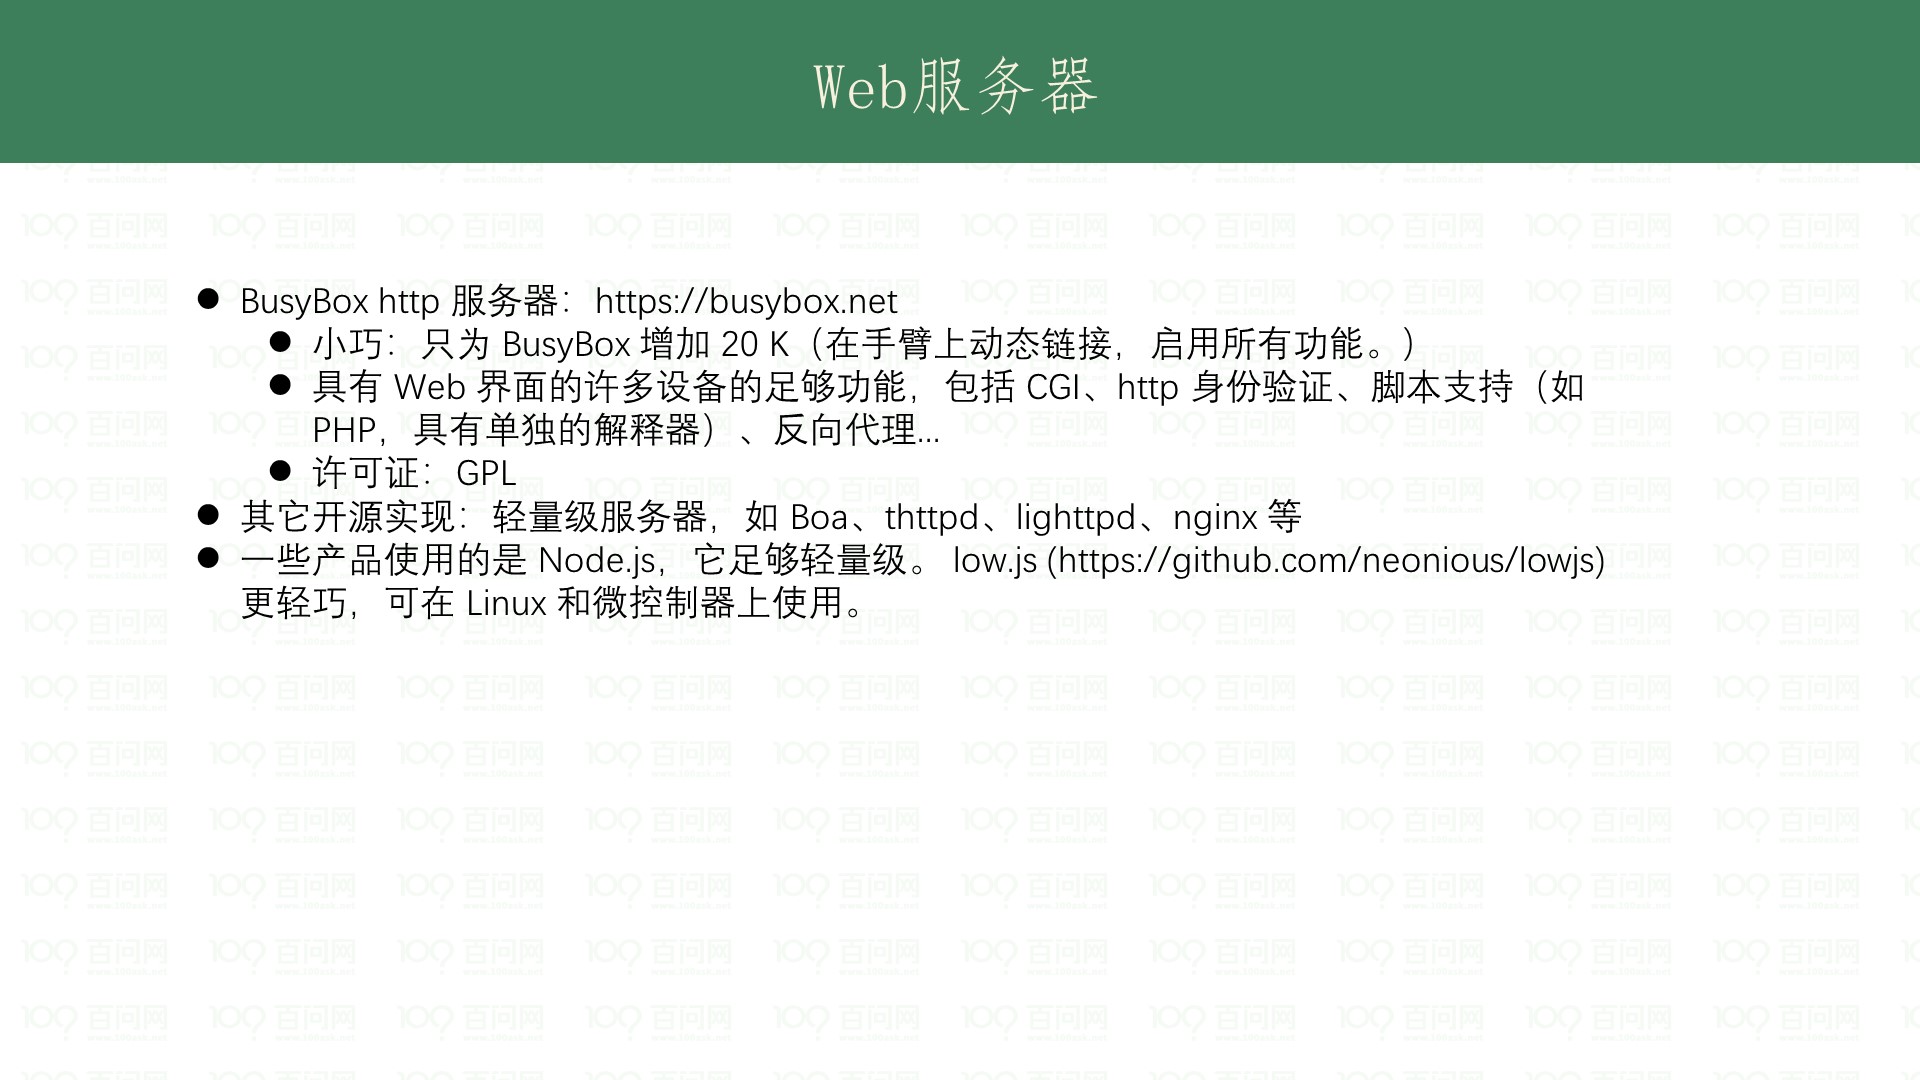 Web服务器
BusyBox http 服务器：https://busybox.net
小巧：只为 BusyBox 增加 20 K（在手臂上动态链接，启用所有功能。）
具有 Web 界面的许多设备的足够功能，包括 CGI、http 身份验证、脚本支持（如
PHP，具有单独的解释器）、反向代理...
许可证：GPL
其它开源实现：轻量级服务器，如 Boa、thttpd、lighttpd、nginx 等
一些产品使用的是 Node.js，它足够轻量级。 low.js (https://github.com/neonious/lowjs)
更轻巧，可在 Linux 和微控制器上使用。